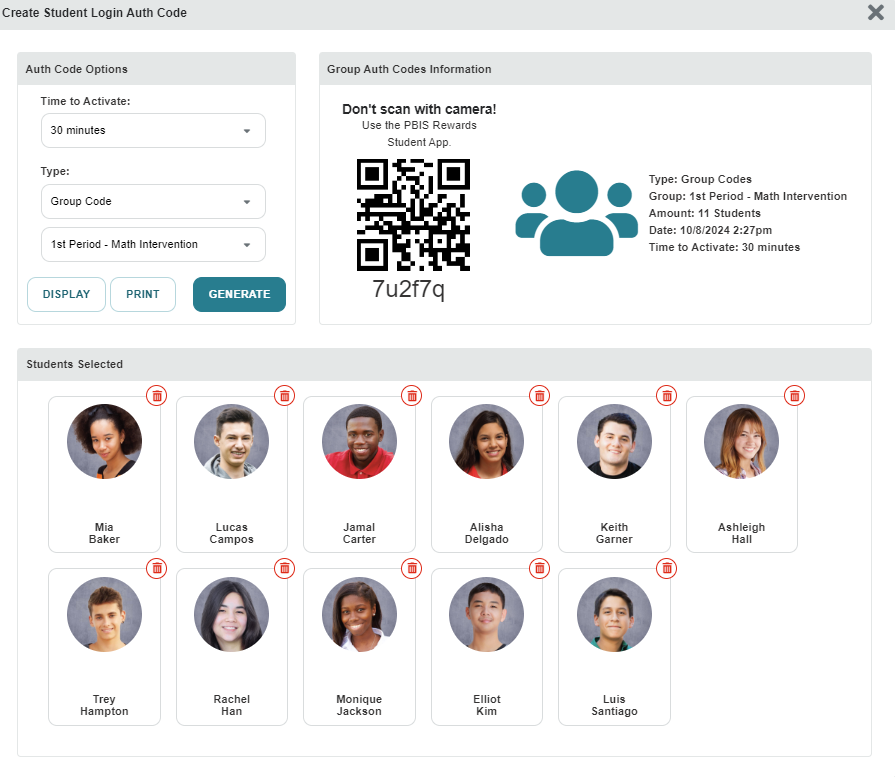 Create Student Login Auth Code
Auth Code Options
Time to Activate:
30 minutes
Type:
Group Code
1st Period - Math Intervention
DISPLAY
PRINT
GENERATE
Group Auth Codes Information
Don't scan with camera!
Use the PBIS Rewards
Student App.
7u2f7q
Type: Group Codes
Group: 1st Period - Math Intervention
Amount: 11 Students
Date: 10/8/2024 2:27pm
Time to Activate: 30 minutes
Students Selected
Mia
Baker
Lucas
Campos
Jamal
Carter
Alisha
Delgado
Keith
Garner
Ashleigh
Hall
Trey
Hampton
Rachel
Han
Monique
Jackson
Elliot
Kim
Luis
Santiago